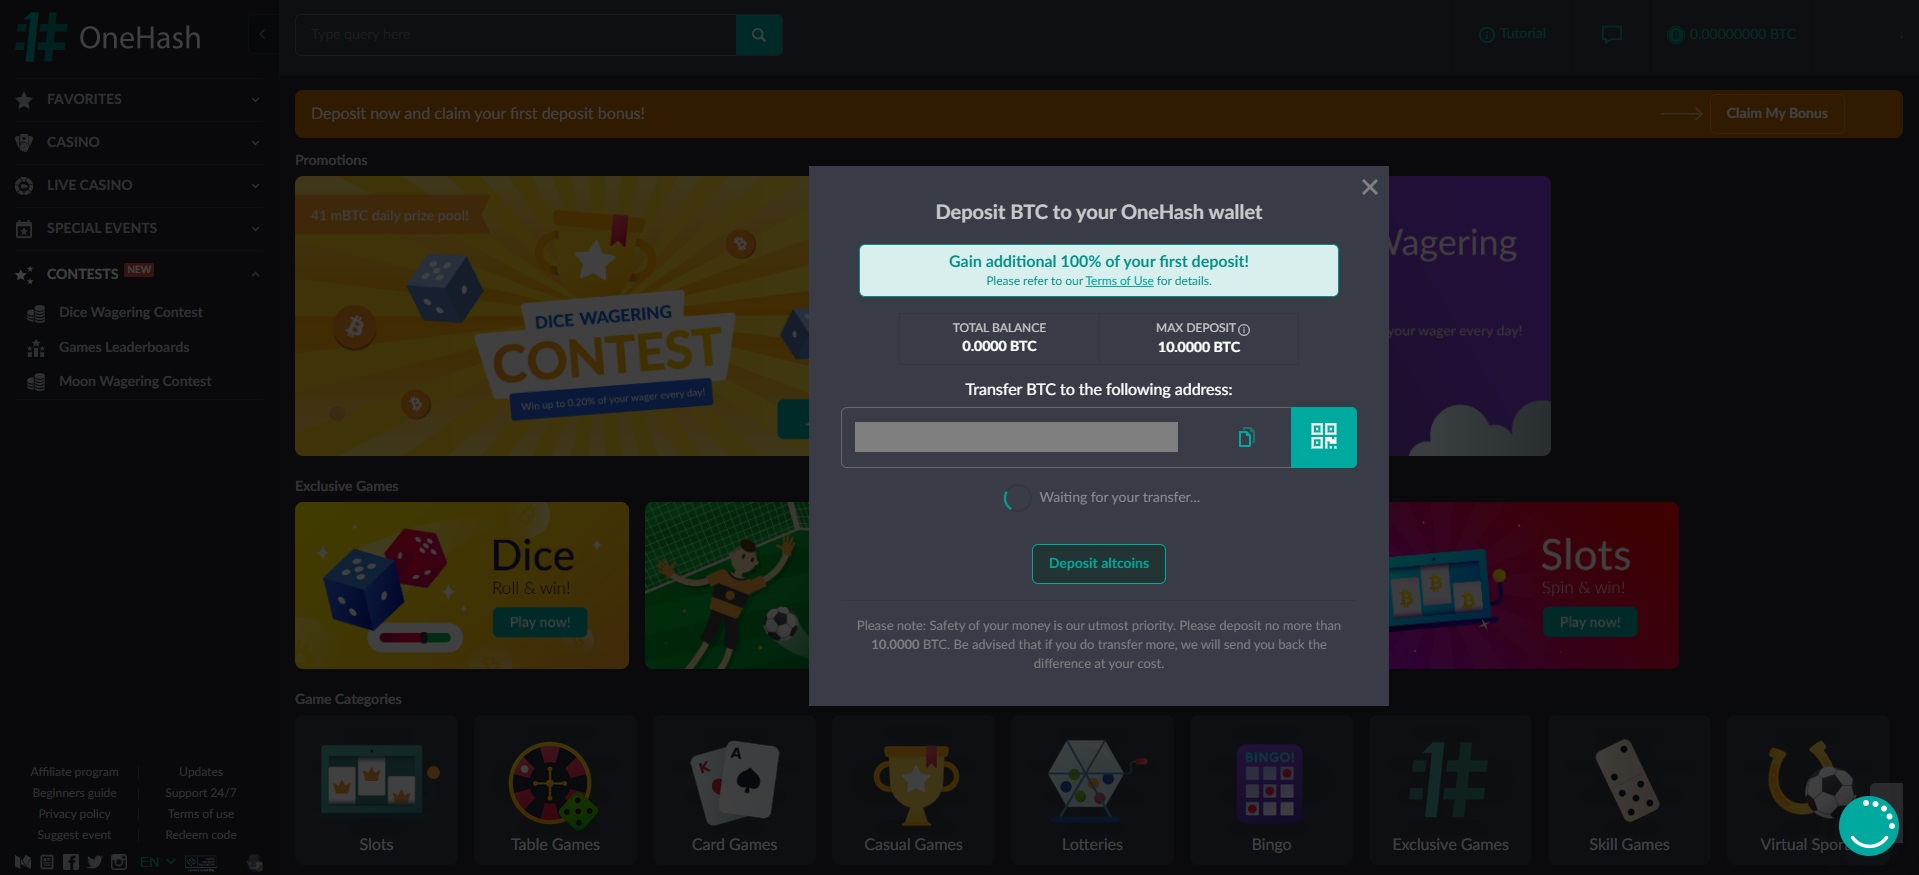 OneHash
Type query here
Tutorial
0.00000000 BTC
FAVORITES
CASINO
LIVE CASINO
SPECIAL EVENTS
CONTESTS NEW
Dice Wagering Contest
Games Leaderboards
Moon Wagering Contest
Deposit now and claim your first deposit bonus!
Claim My Bonus
Promotions
41 mBTC daily prize pool!
DICE WAGERING
CONTEST
Win up to 0.20% of your wager every day!
Wagering
your wager every day!
Deposit BTC to your OneHash wallet
Gain additional 100% of your first deposit!
Please refer to our Terms of Use for details.
TOTAL BALANCE
0.0000 BTC
MAX DEPOSIT
10.0000 BTC
Transfer BTC to the following address:
Waiting for your transfer...
Deposit altcoins
Please note: Safety of your money is our utmost priority. Please deposit no more than
10.0000 BTC. Be advised that if you do transfer more, we will send you back the
difference at your cost.
Exclusive Games
Dice
Roll & win!
Play now!
Slots
Spin & win!
Play now!
Game Categories
K
A
BINGO!
Slots
Table Games
Card Games
Casual Games
Lotteries
Bingo
Exclusive Games
Skill Games
Virtual Spor
Affiliate program
Updates
Beginners guide
Support 24/7
Privacy policy
Terms of use
Suggest event
Redeem code
EN